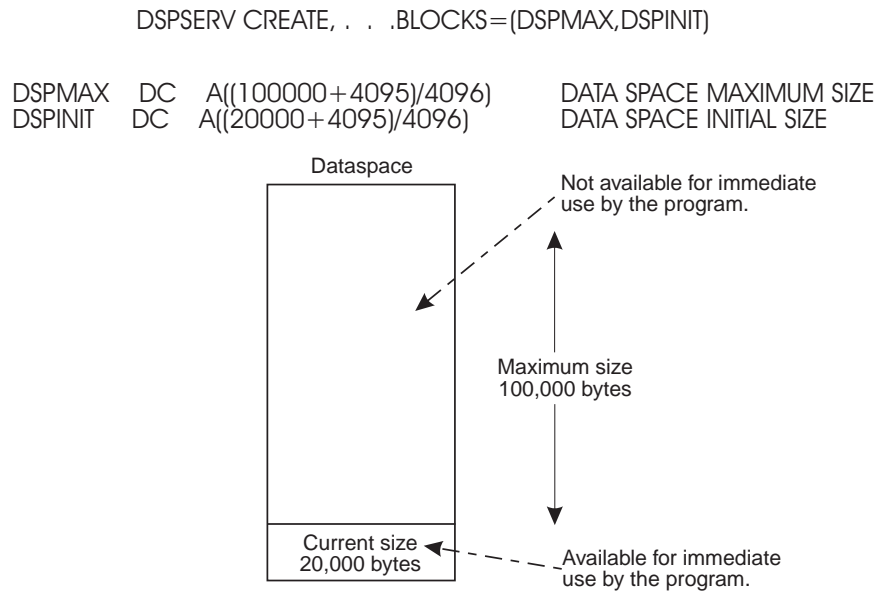 DSPSERV CREATE, . . .BLOCKS=(DSPMAX,DSPINIT)
DSPMAX DC A((100000+4095)/4096) DATA SPACE MAXIMUM SIZE
DSPINIT DC A((20000+4095)/4096) DATA SPACE INITIAL SIZE
Dataspace
Not available for immediate
use by the program.
Maximum size
100,000 bytes
Current size
20,000 bytes
Available for immediate
use by the program.